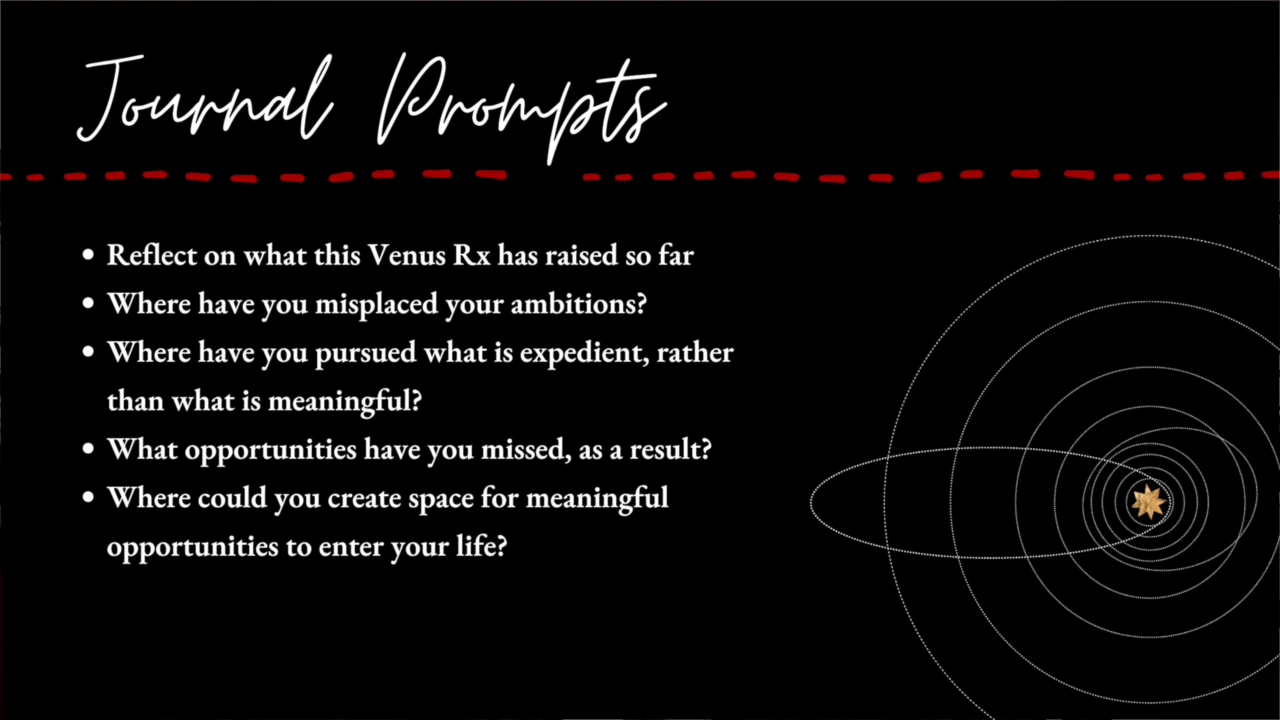 Journal Prompts
• Reflect on what this Venus Rx has raised so far
• Where have you misplaced your ambitions?
• Where have you pursued what is expedient, rather
than what is meaningful?
• What opportunities have you missed, as a result?
• Where could you create space for meaningful
opportunities to enter your life?